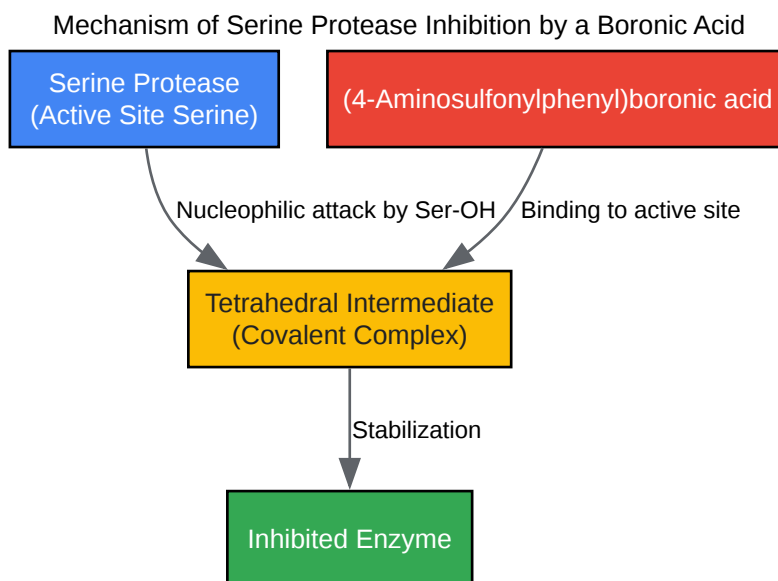 Mechanism of Serine Protease Inhibition by a Boronic Acid
Serine Protease
(Active Site Serine)
(4-Aminosulfonylphenyl)boronic acid
Nucleophilic attack by Ser-OH
Binding to active site
Tetrahedral Intermediate
(Covalent Complex)
Stabilization
Inhibited Enzyme